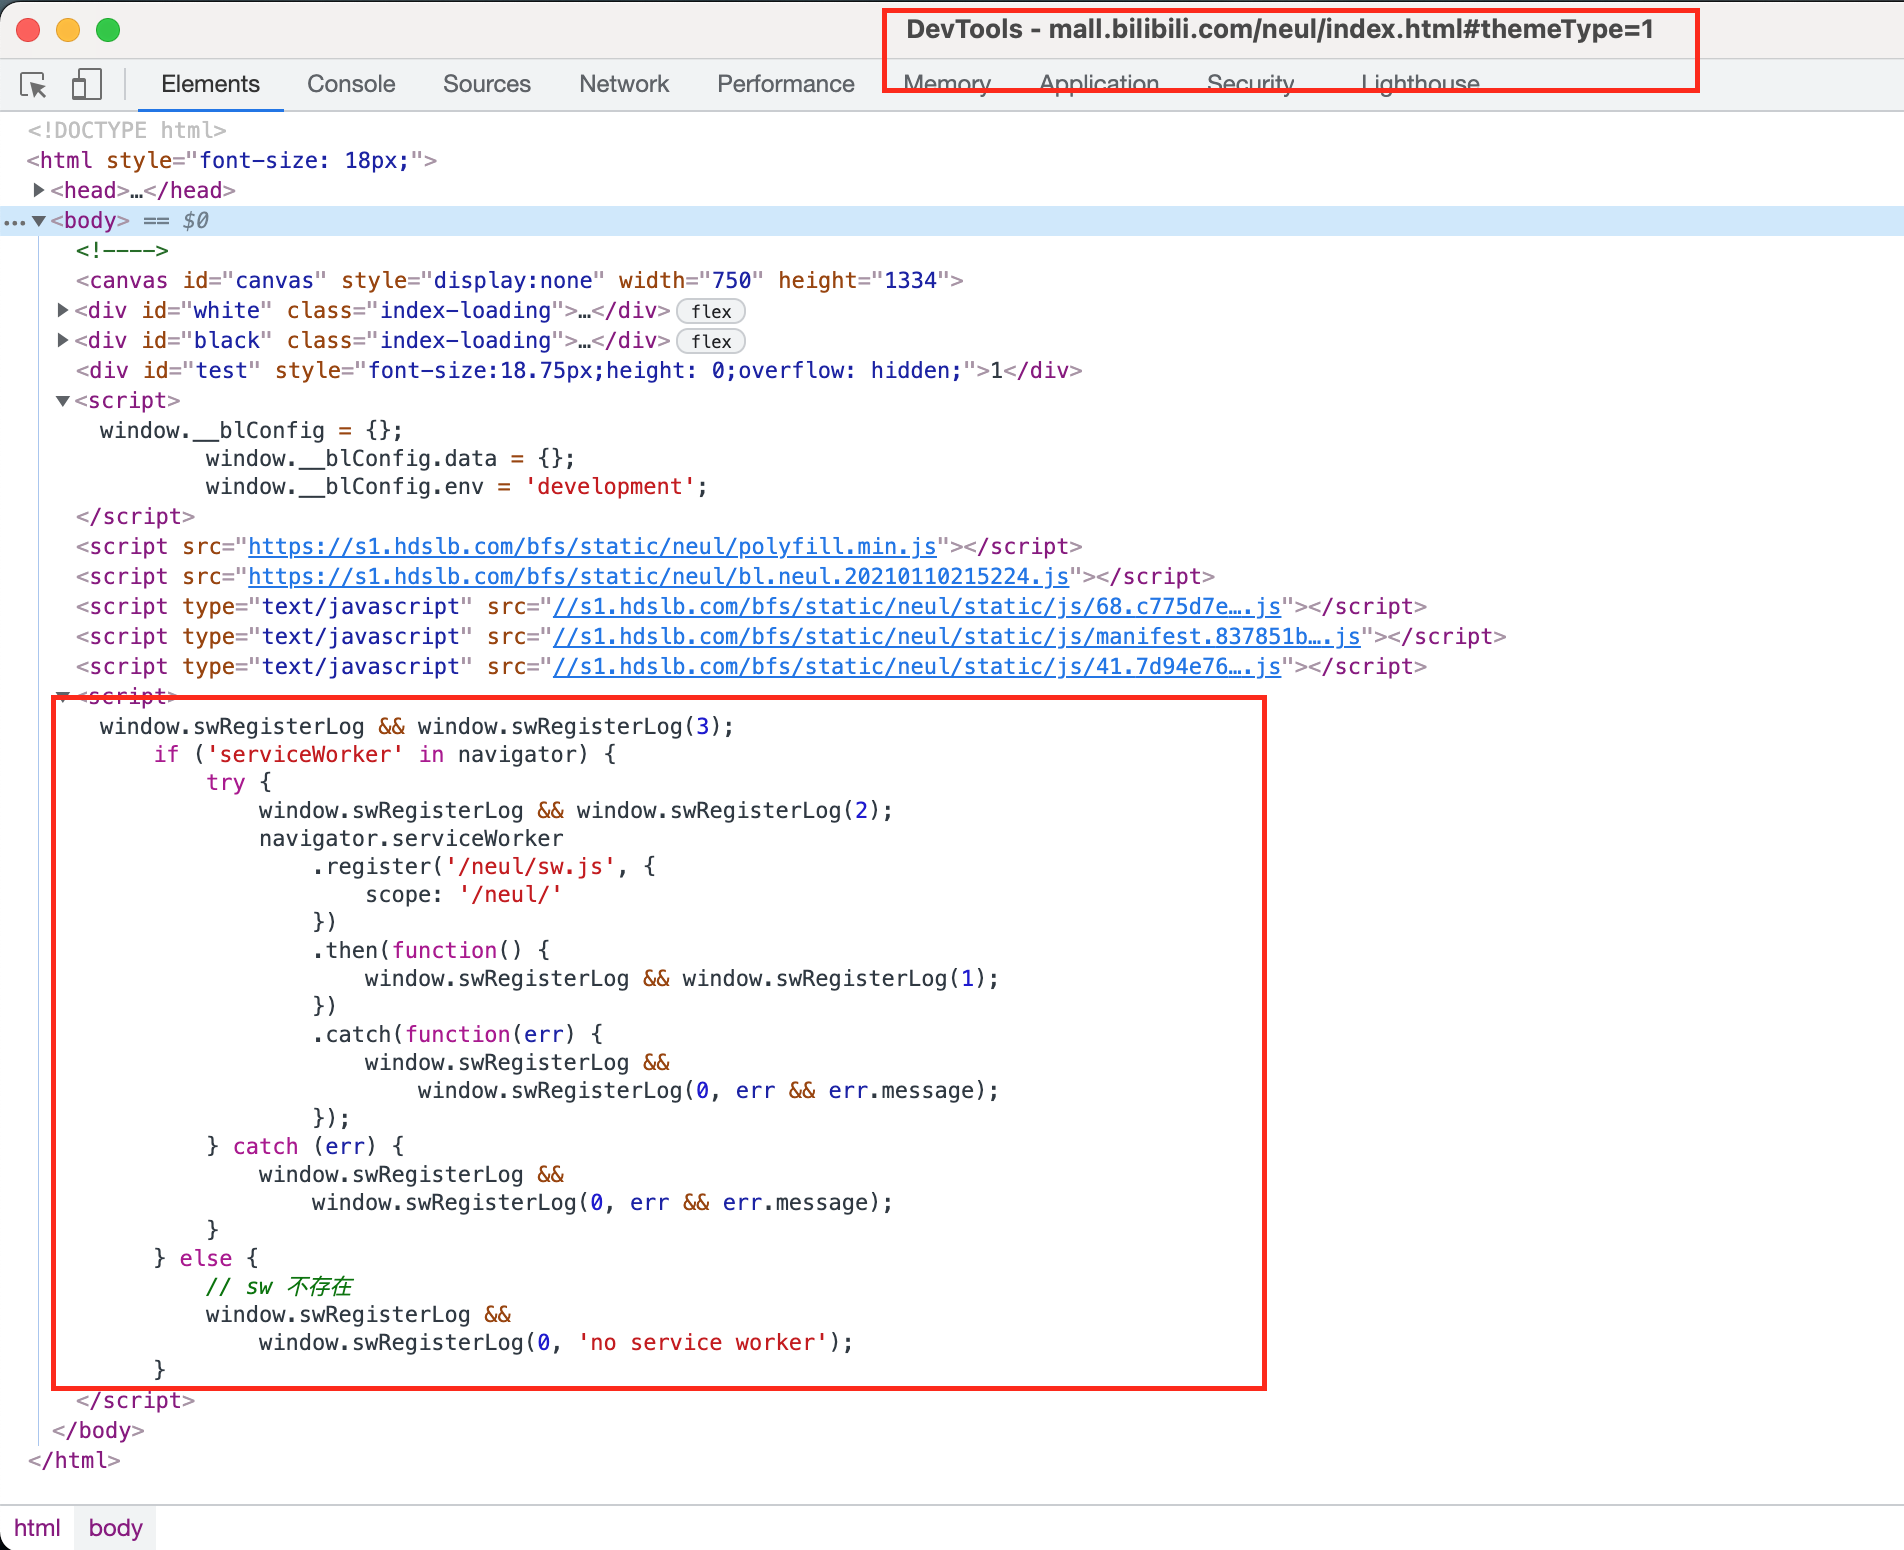 DevTools - mall.bilibili.com/neul/index.html#themeType=1
Elements Console Sources Network Performance Memory Application Security Lighthouse
<!DOCTYPE html>
<html style="font-size: 18px;">
<head>…</head>
<body> == $0
<!---->
<canvas id="canvas" style="display:none" width="750" height="1334">
<div id="white" class="index-loading">…</div> flex
<div id="black" class="index-loading">…</div> flex
<div id="test" style="font-size:18.75px;height: 0;overflow: hidden;">1</div>
<script>
window.__blConfig = {};
window.__blConfig.data = {};
window.__blConfig.env = 'development';
</script>
<script src="https://s1.hdslb.com/bfs/static/neul/polyfill.min.js"></script>
<script src="https://s1.hdslb.com/bfs/static/neul/bl.neul.20210110215224.js"></script>
<script type="text/javascript" src="//s1.hdslb.com/bfs/static/neul/static/js/68.c775d7e….js"></script>
<script type="text/javascript" src="//s1.hdslb.com/bfs/static/neul/static/js/manifest.837851b….js"></script>
<script type="text/javascript" src="//s1.hdslb.com/bfs/static/neul/static/js/41.7d94e76….js"></script>
<script>
window.swRegisterLog && window.swRegisterLog(3);
if ('serviceWorker' in navigator) {
try {
window.swRegisterLog && window.swRegisterLog(2);
navigator.serviceWorker
.register('/neul/sw.js', {
scope: '/neul/'
})
.then(function() {
window.swRegisterLog && window.swRegisterLog(1);
})
.catch(function(err) {
window.swRegisterLog &&
window.swRegisterLog(0, err && err.message);
});
} catch (err) {
window.swRegisterLog &&
window.swRegisterLog(0, err && err.message);
}
} else {
// sw 不存在
window.swRegisterLog &&
window.swRegisterLog(0, 'no service worker');
}
</script>
</body>
</html>
html body